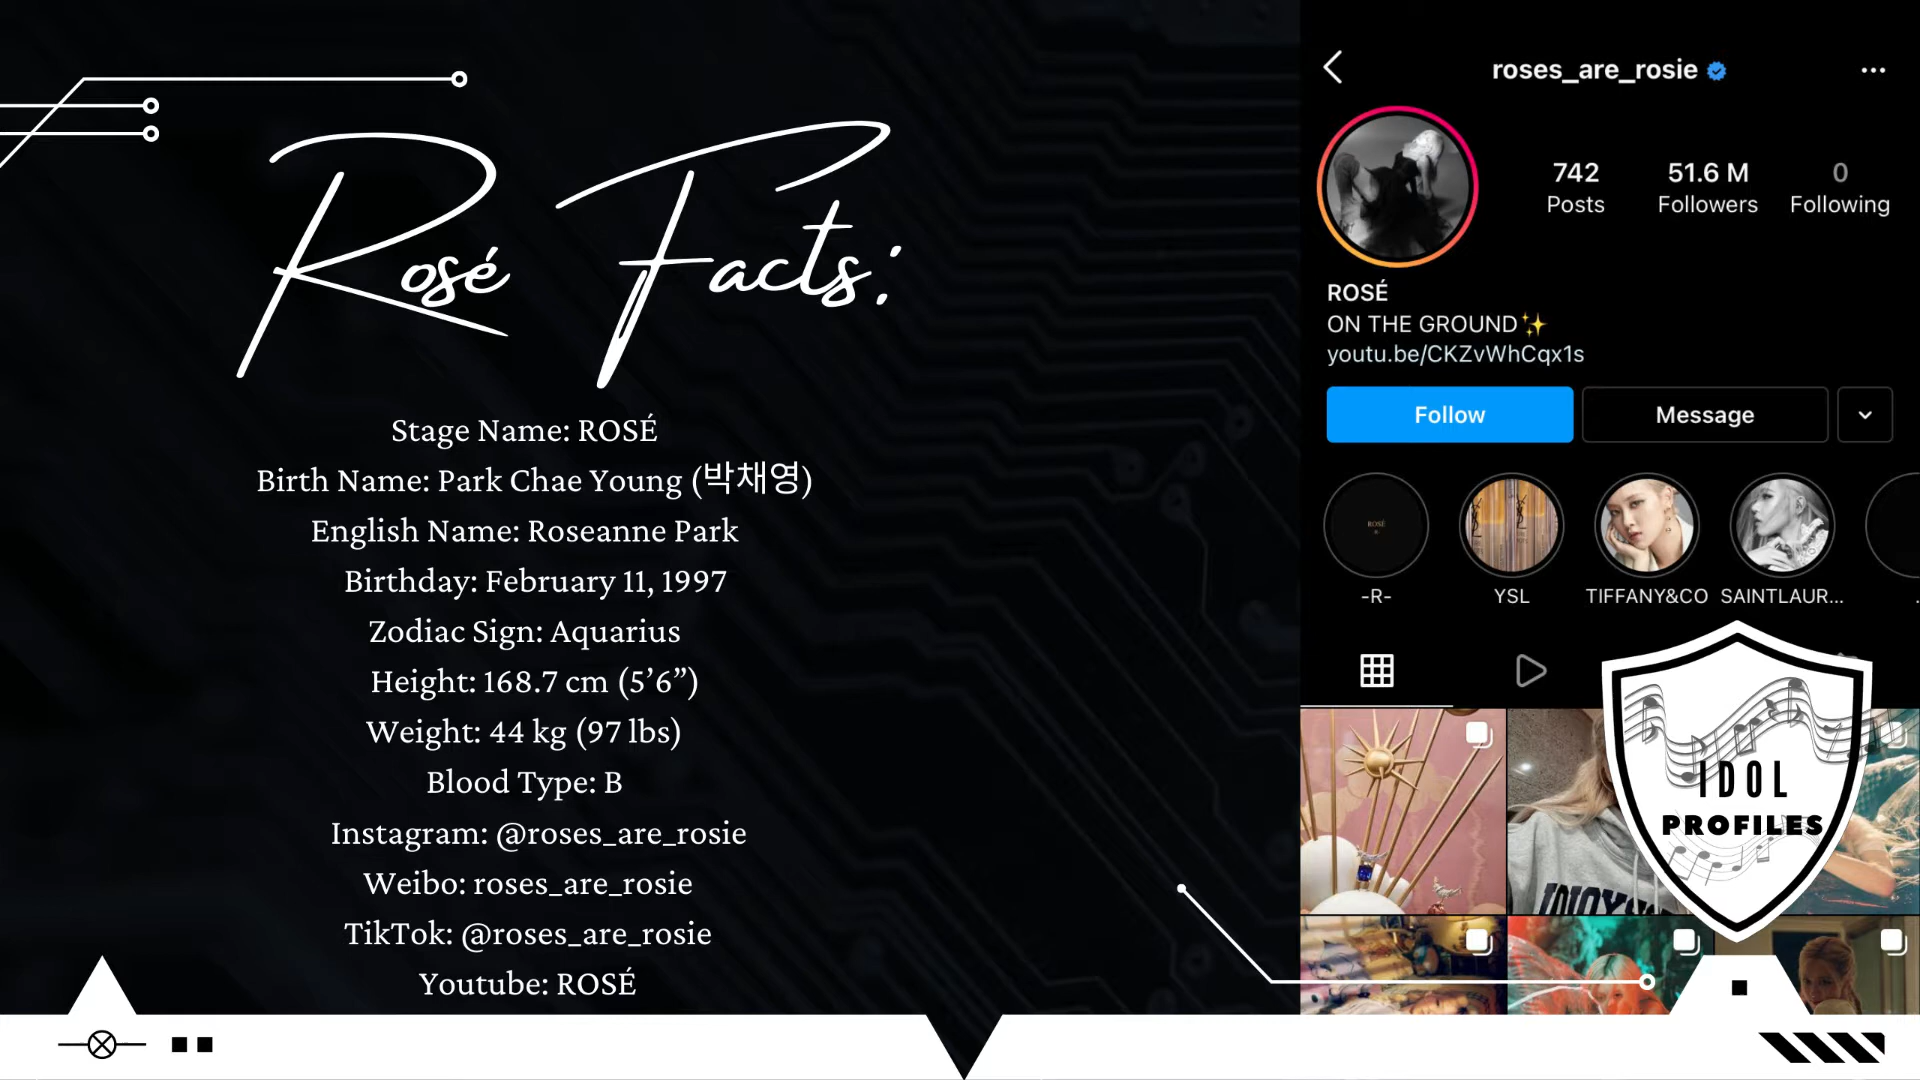 Rosé Facts:
Stage Name: ROSÉ
Birth Name: Park Chae Young (박채영)
English Name: Roseanne Park
Birthday: February 11, 1997
Zodiac Sign: Aquarius
Height: 168.7 cm (5’6”)
Weight: 44 kg (97 lbs)
Blood Type: B
Instagram: @roses_are_rosie
Weibo: roses_are_rosie
TikTok: @roses_are_rosie
Youtube: ROSÉ
roses_are_rosie
742 51.6 M 0
Posts Followers Following
ROSÉ
ON THE GROUND✨
youtu.be/CKZvWhCqx1s
Follow Message
ROSÉ
-R- YSL TIFFANY&CO SAINTLAUR...
IDOL
PROFILES